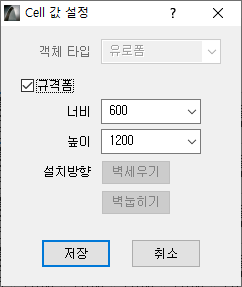 Cell 값 설정 ? ×
객체 타입 유로폼
규격폼
너비 600
높이 1200
설치방향 벽세우기
벽눕히기
저장 취소